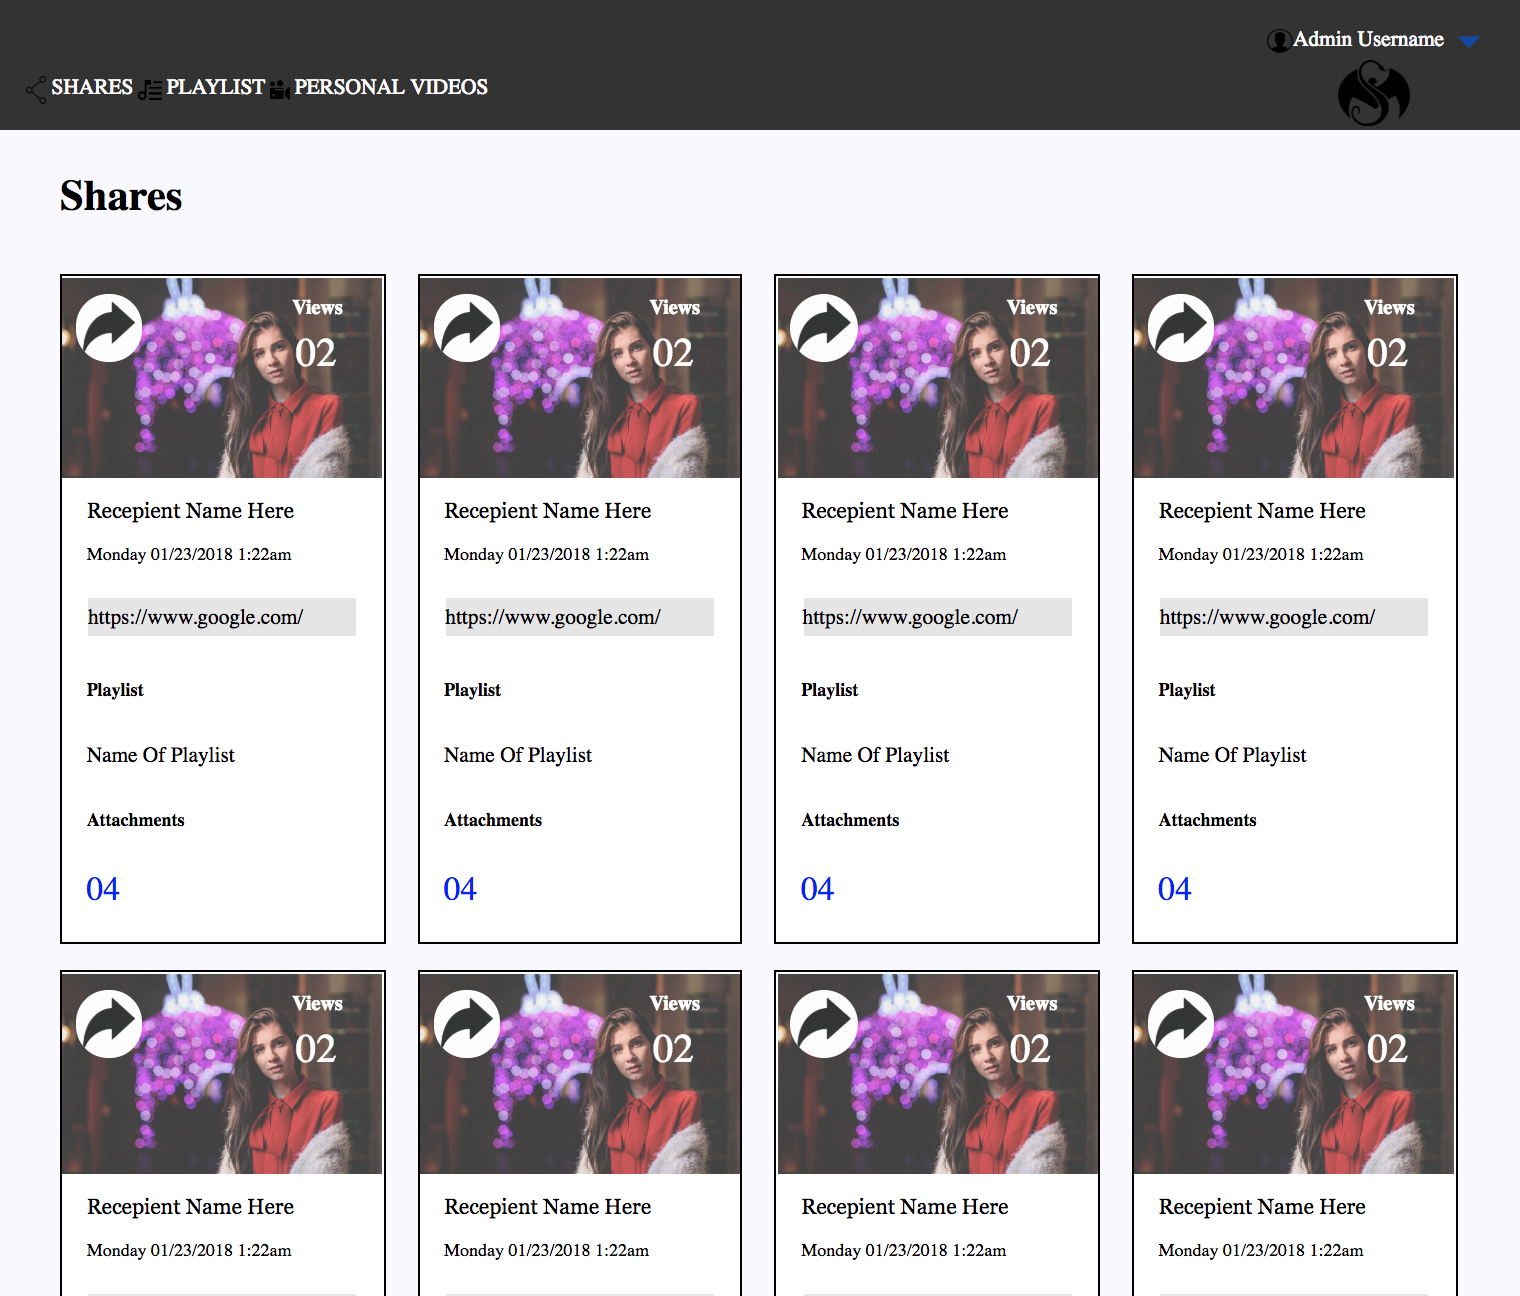 Admin Username
SHARES PLAYLIST PERSONAL VIDEOS
Shares
Views Views Views Views
02 02 02 02
Recepient Name Here Recepient Name Here Recepient Name Here Recepient Name Here
Monday 01/23/2018 1:22am Monday 01/23/2018 1:22am Monday 01/23/2018 1:22am Monday 01/23/2018 1:22am
https://www.google.com/ https://www.google.com/ https://www.google.com/ https://www.google.com/
Playlist Playlist Playlist Playlist
Name Of Playlist Name Of Playlist Name Of Playlist Name Of Playlist
Attachments Attachments Attachments Attachments
04 04 04 04
Views Views Views Views
02 02 02 02
Recepient Name Here Recepient Name Here Recepient Name Here Recepient Name Here
Monday 01/23/2018 1:22am Monday 01/23/2018 1:22am Monday 01/23/2018 1:22am Monday 01/23/2018 1:22am